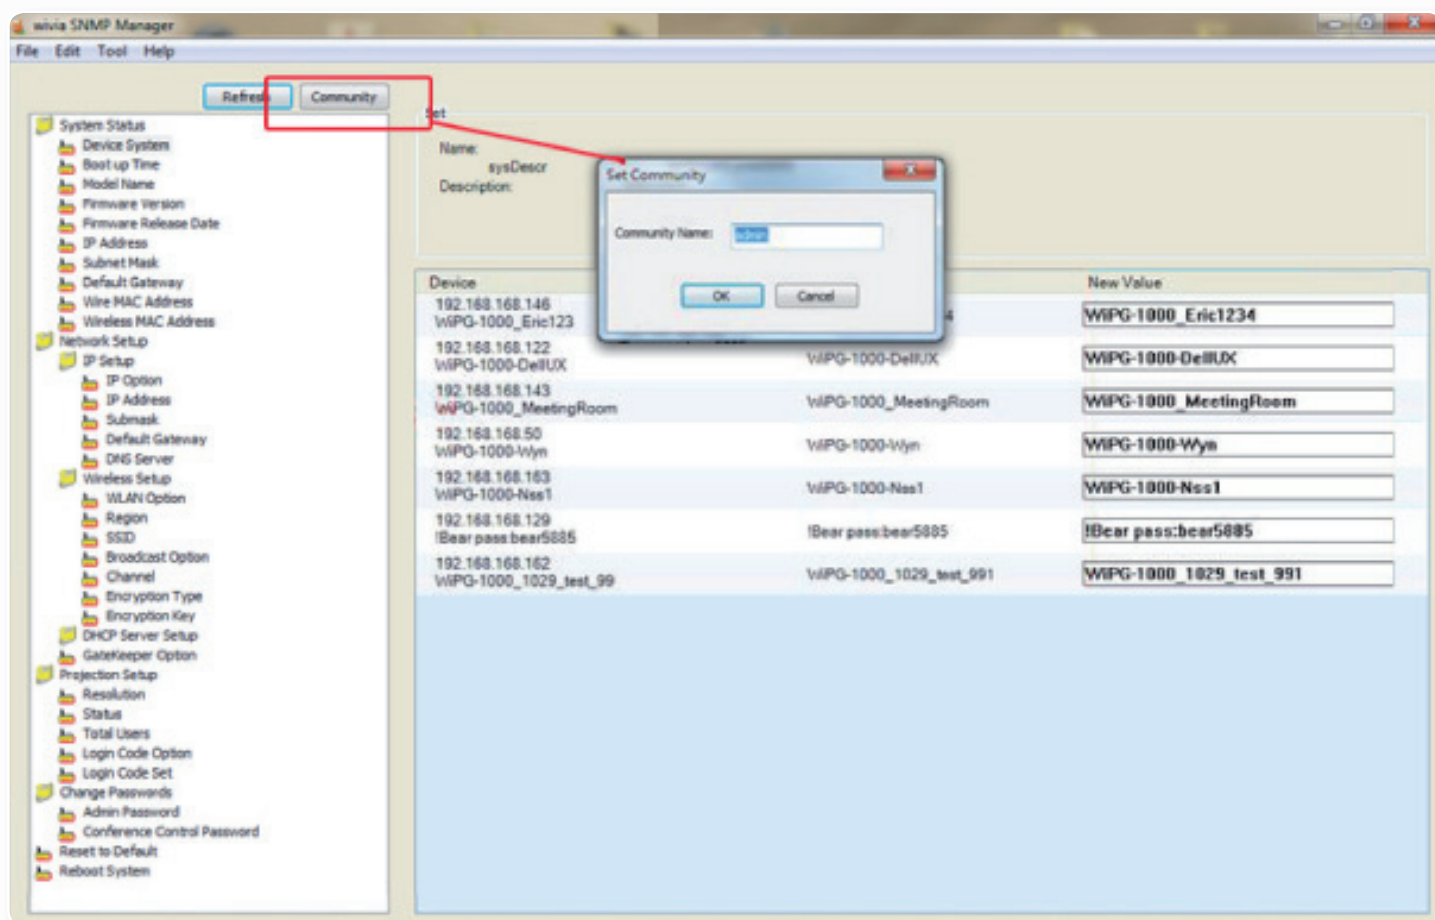 wivia SNMP Manager
File Edit Tool Help
Refresh Community
System Status
Device System
Boot up Time
Model Name
Firmware Version
Firmware Release Date
IP Address
Subnet Mask
Default Gateway
Wire MAC Address
Wireless MAC Address
Network Setup
IP Setup
IP Option
IP Address
Submask
Default Gateway
DNS Server
Wireless Setup
WLAN Option
Region
SSID
Broadcast Option
Channel
Encryption Type
Encryption Key
DHCP Server Setup
GateKeeper Option
Projection Setup
Resolution
Status
Total Users
Login Code Option
Login Code Set
Change Passwords
Admin Password
Conference Control Password
Reset to Default
Reboot System
Set
Name:
sysDescr
Description:
Set Community
Community Name: admin
OK Cancel
Device New Value
192.168.168.146
WiPG-1000_Eric123 4 WiPG-1000_Eric1234
192.168.168.122
WiPG-1000-DellUX WiPG-1000-DellUX WiPG-1000-DellUX
192.168.168.143
WiPG-1000_MeetingRoom WiPG-1000_MeetingRoom WiPG-1000_MeetingRoom
192.168.168.50
WiPG-1000-Wyn WiPG-1000-Wyn WiPG-1000-Wyn
192.168.168.163
WiPG-1000-Nss1 WiPG-1000-Nss1 WiPG-1000-Nss1
192.168.168.129
!Bear pass:bear5885 !Bear pass:bear5885 !Bear pass:bear5885
192.168.168.162
WiPG-1000_1029_test_99 WiPG-1000_1029_test_991 WiPG-1000_1029_test_991